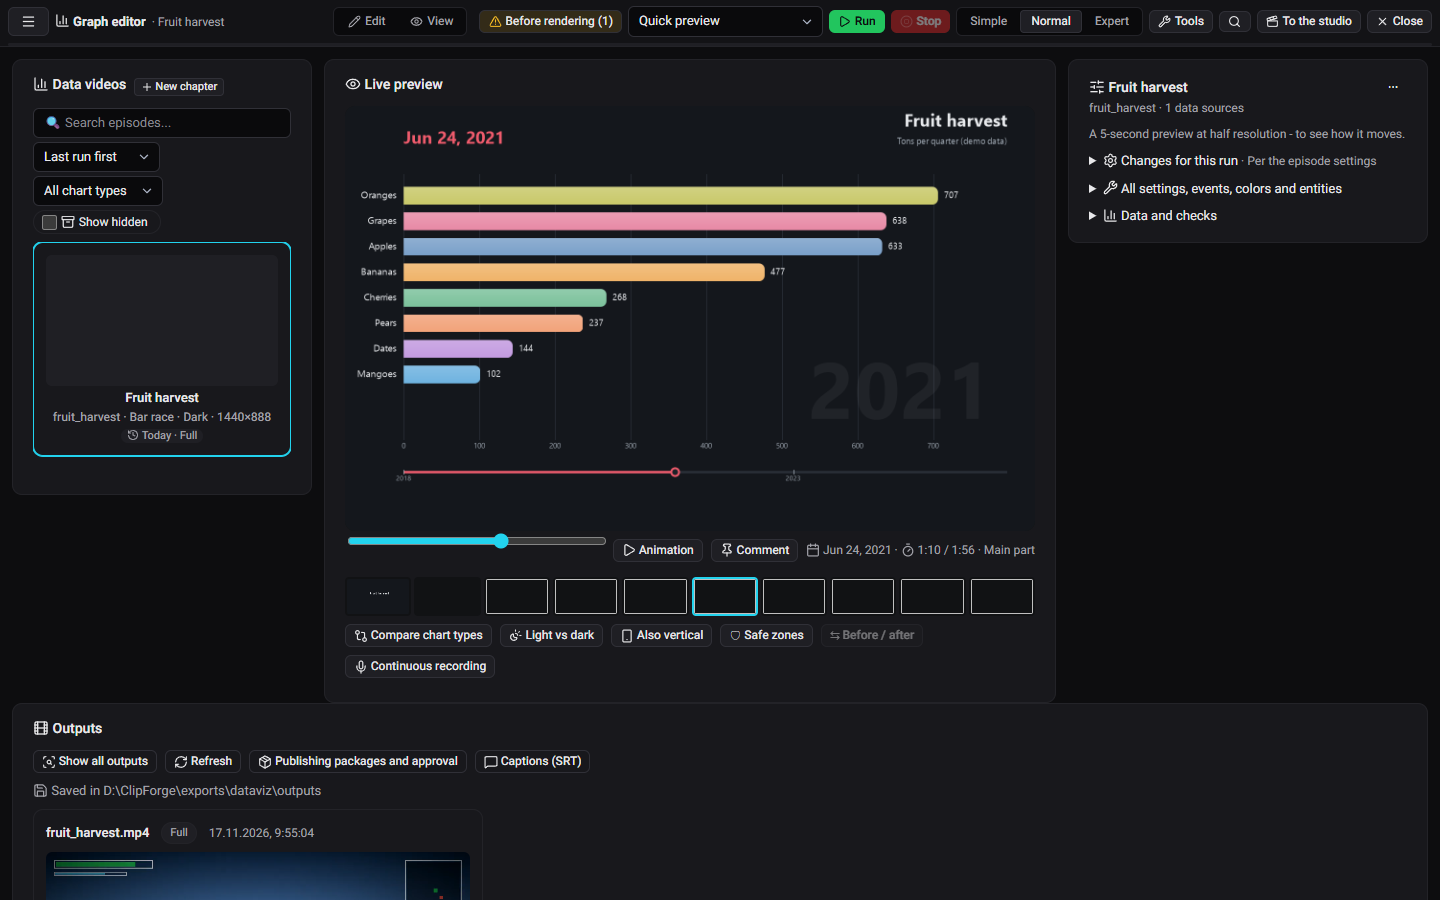 Graph editor · Fruit harvest
Edit
View
Before rendering (1)
Quick preview
Run
Stop
Simple
Normal
Expert
Tools
To the studio
Close
Data videos
New chapter
Search episodes...
Last run first
All chart types
Show hidden
Fruit harvest
fruit_harvest · Bar race · Dark · 1440×888
Today · Full
Live preview
Jun 24, 2021
Fruit harvest
Tons per quarter (demo data)
Oranges 707
Grapes 638
Apples 633
Bananas 477
Cherries 268
Pears 237
Dates 144
Mangoes 102
2021
0 100 200 300 400 500 600 700
2018 2023
Animation
Comment
Jun 24, 2021 · 1:10 / 1:56 · Main part
Compare chart types
Light vs dark
Also vertical
Safe zones
Before / after
Continuous recording
Fruit harvest
fruit_harvest · 1 data sources
A 5-second preview at half resolution - to see how it moves.
Changes for this run · Per the episode settings
All settings, events, colors and entities
Data and checks
Outputs
Show all outputs
Refresh
Publishing packages and approval
Captions (SRT)
Saved in D:\ClipForge\exports\dataviz\outputs
fruit_harvest.mp4 Full 17.11.2026, 9:55:04